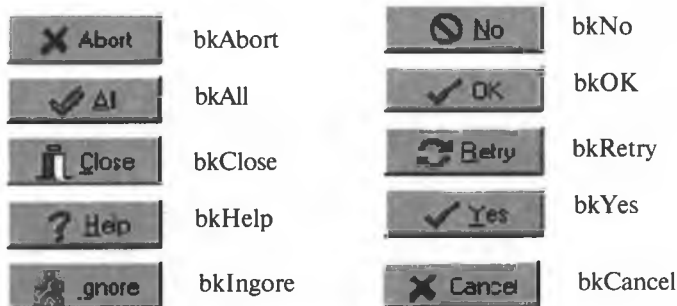 Abort bkAbort
No bkNo
Al bkAll
OK bkOK
Close bkClose
Retry bkRetry
Help bkHelp
Yes bkYes
gnore bkIngore
Cancel bkCancel